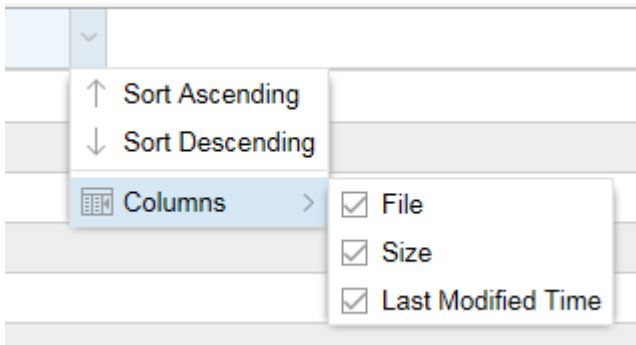 Sort Ascending
Sort Descending
Columns
File
Size
Last Modified Time